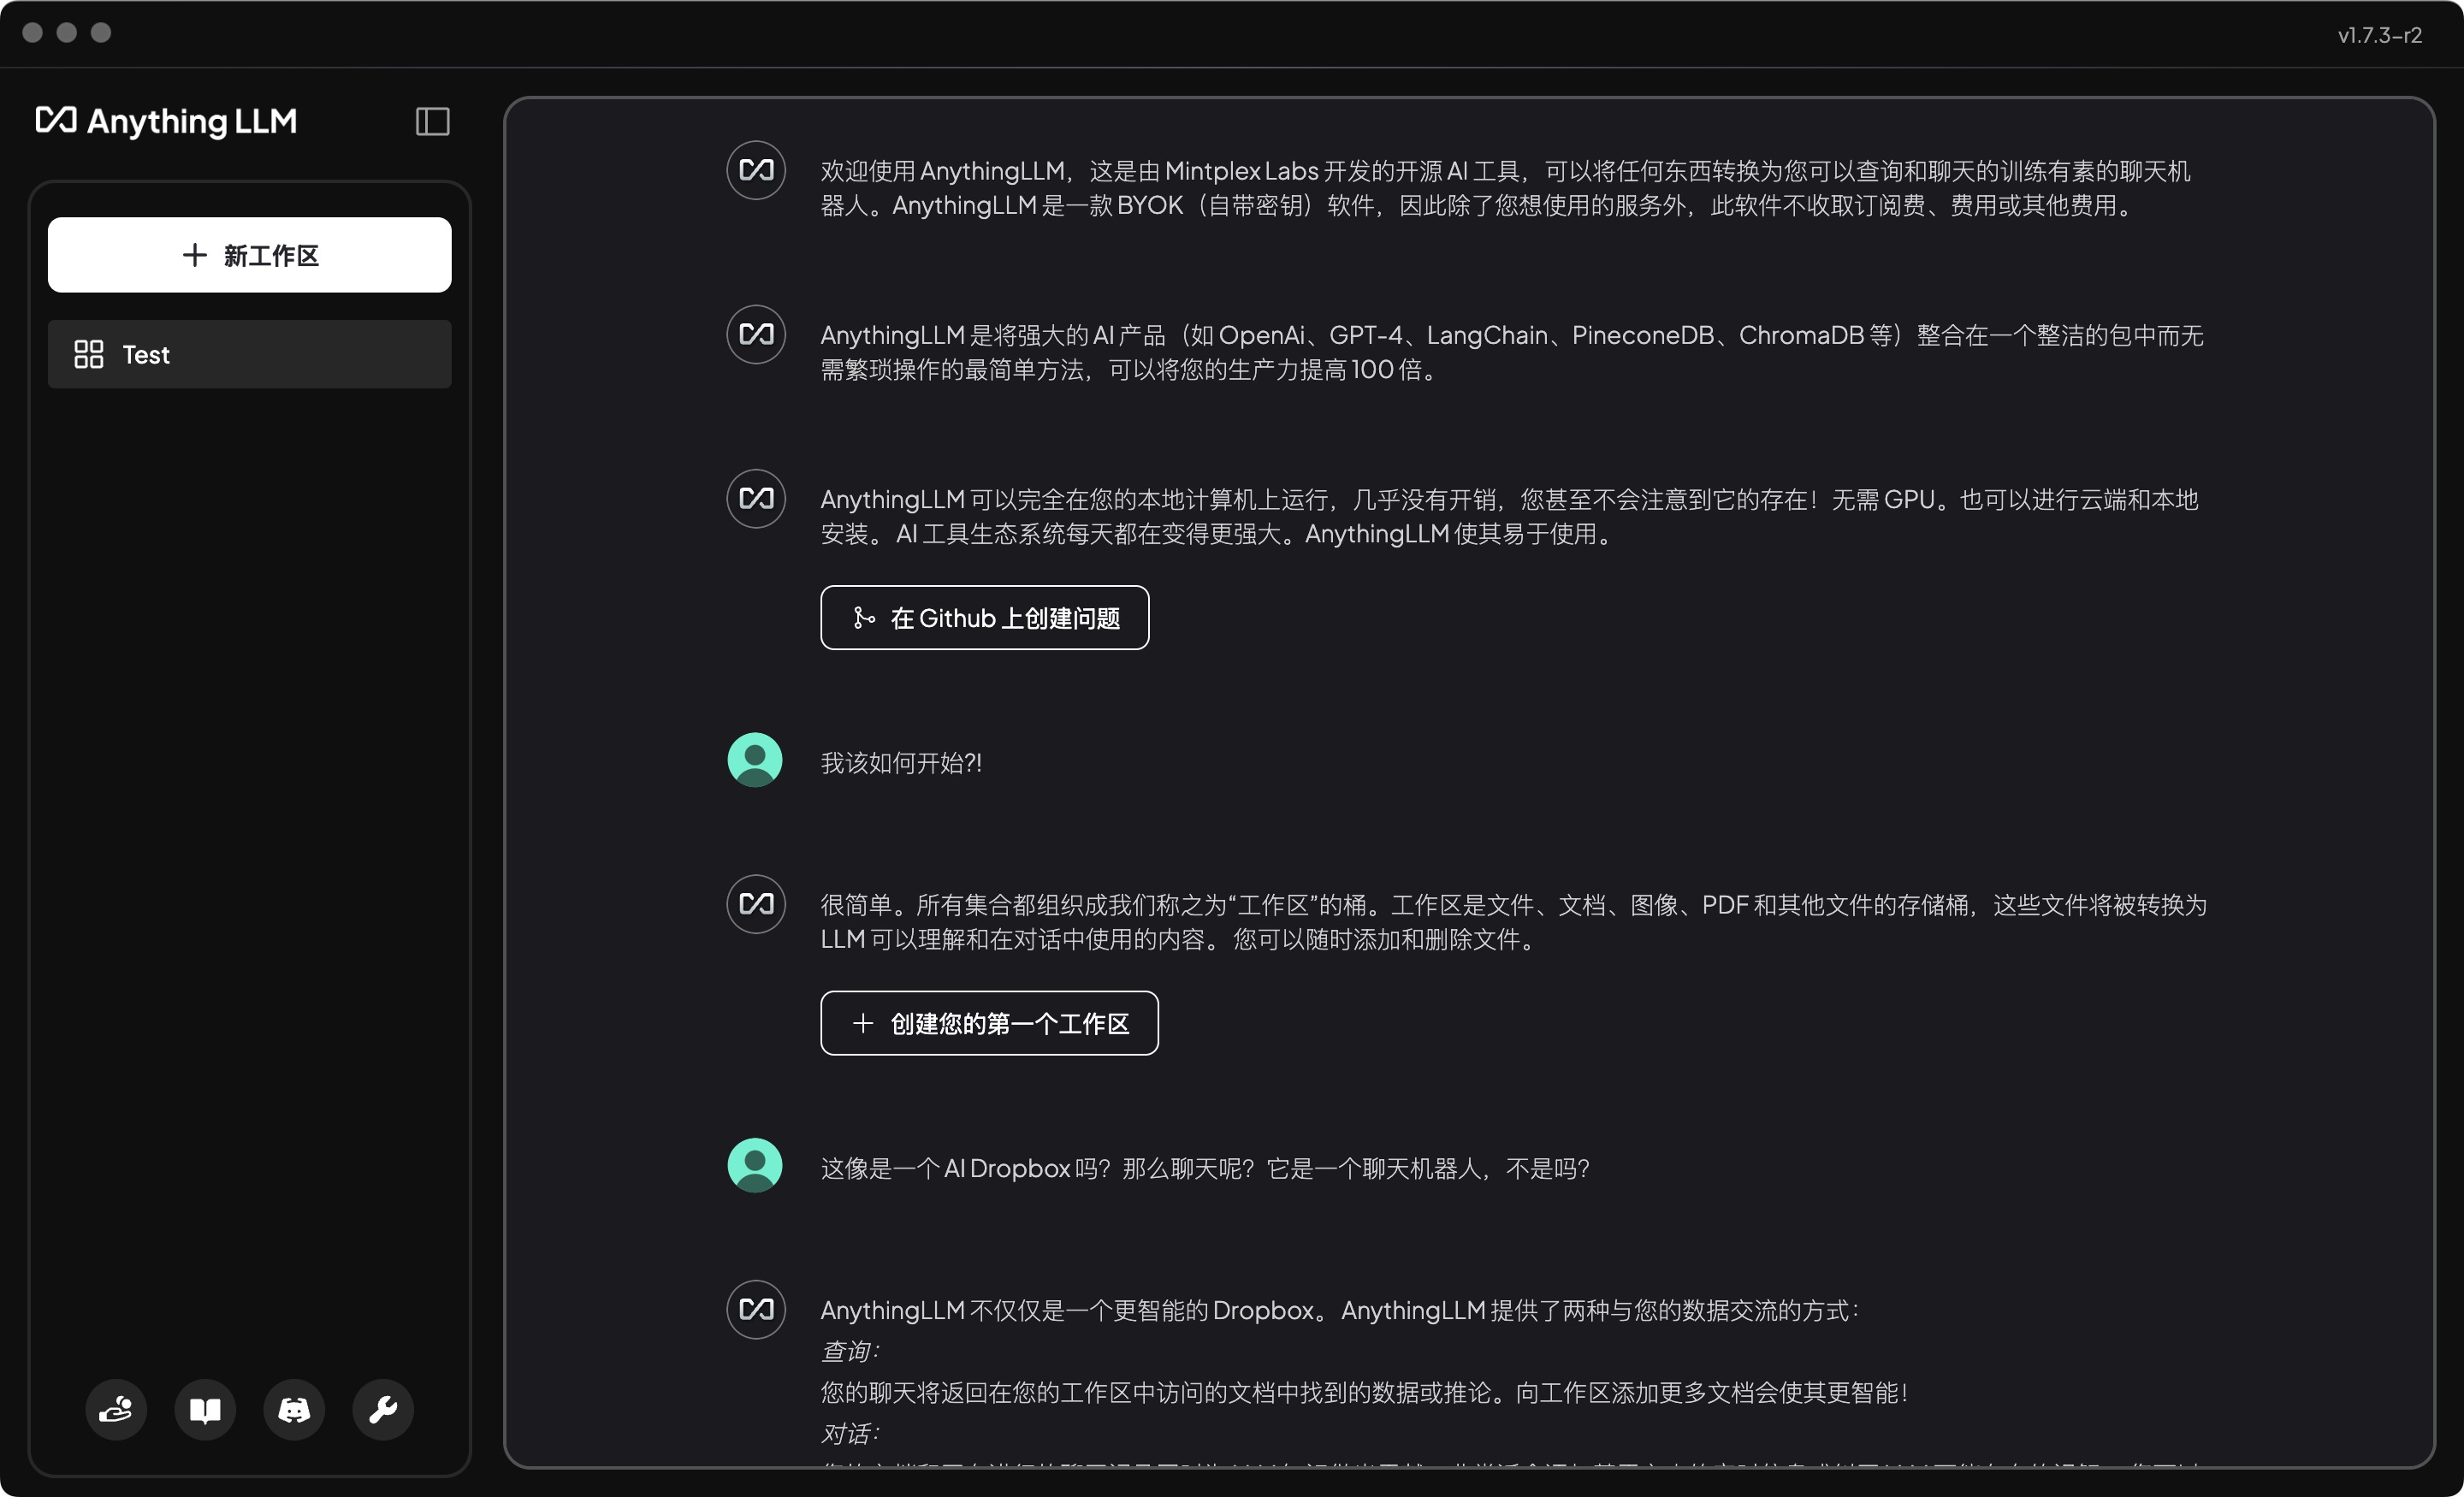 v1.7.3-r2
Anything LLM
新工作区
Test
欢迎使用 AnythingLLM，这是由 Mintplex Labs 开发的开源 AI 工具，可以将任何东西转换为您可以查询和聊天的训练有素的聊天机
器人。AnythingLLM 是一款 BYOK（自带密钥）软件，因此除了您想使用的服务外，此软件不收取订阅费、费用或其他费用。
AnythingLLM 是将强大的 AI 产品（如 OpenAi、GPT-4、LangChain、PineconeDB、ChromaDB 等）整合在一个整洁的包中而无
需繁琐操作的最简单方法，可以将您的生产力提高 100 倍。
AnythingLLM 可以完全在您的本地计算机上运行，几乎没有开销，您甚至不会注意到它的存在！无需 GPU。也可以进行云端和本地
安装。 AI 工具生态系统每天都在变得更强大。AnythingLLM 使其易于使用。
在 Github 上创建问题
我该如何开始?!
很简单。所有集合都组织成我们称之为“工作区”的桶。工作区是文件、文档、图像、PDF 和其他文件的存储桶，这些文件将被转换为
LLM 可以理解和在对话中使用的内容。 您可以随时添加和删除文件。
创建您的第一个工作区
这像是一个 AI Dropbox 吗？那么聊天呢？它是一个聊天机器人，不是吗？
AnythingLLM 不仅仅是一个更智能的 Dropbox。 AnythingLLM 提供了两种与您的数据交流的方式：
查询：
您的聊天将返回在您的工作区中访问的文档中找到的数据或推论。向工作区添加更多文档会使其更智能！
对话：